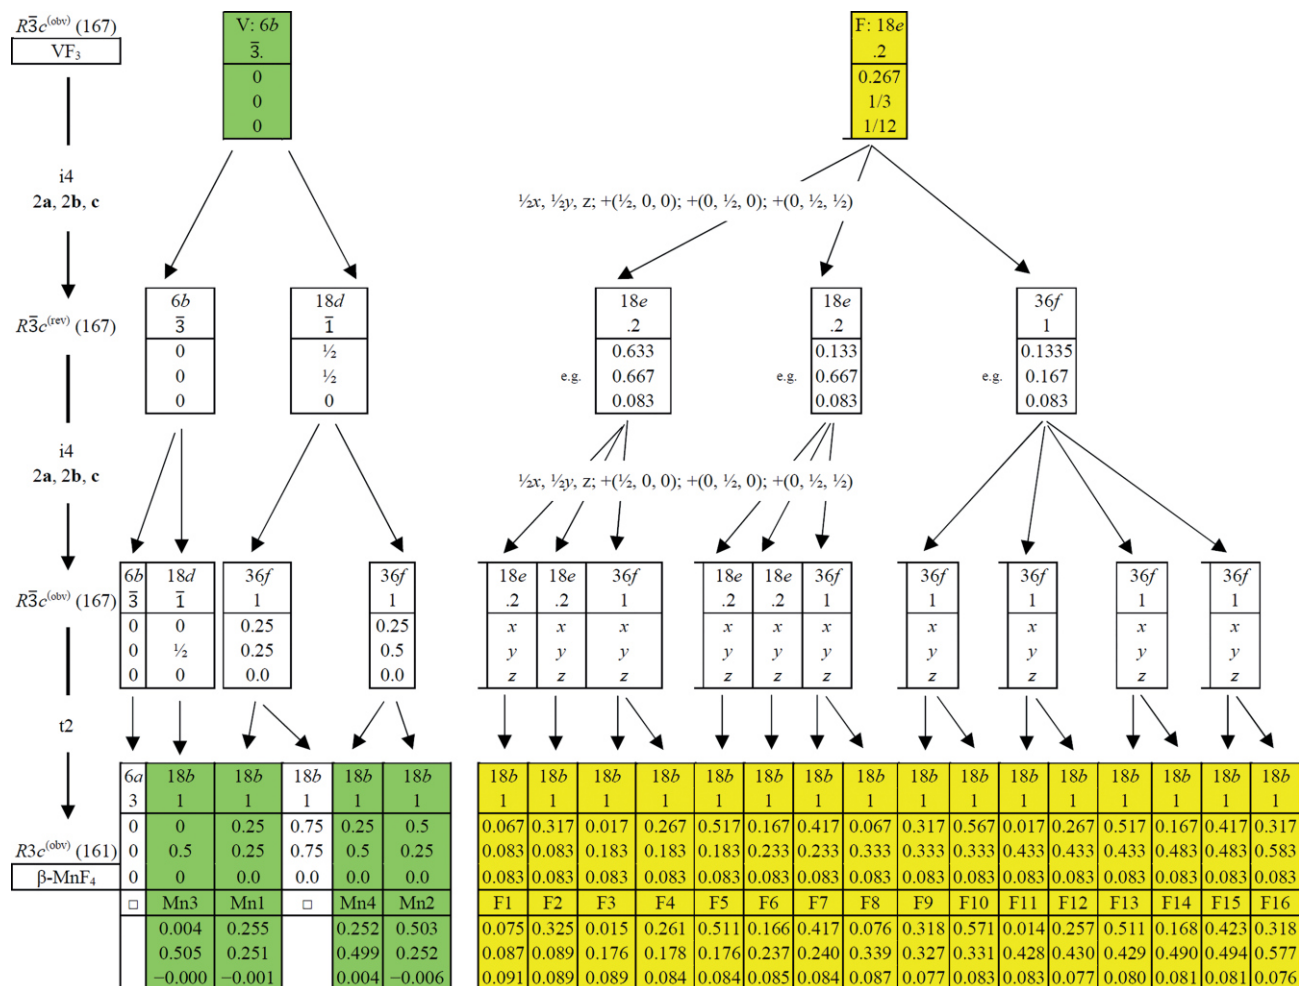 R3̅c(obv) (167)
VF₃
V: 6b
3̅.
0
0
0
F: 18e
.2
0.267
1/3
1/12
i4
2a, 2b, c
½x, ½y, z; +(½, 0, 0); +(0, ½, 0); +(0, ½, ½)
R3̅c(rev) (167)
6b
3̅
0
0
0
18d
1̅
½
½
0
e.g.
18e
.2
0.633
0.667
0.083
e.g.
18e
.2
0.133
0.667
0.083
e.g.
36f
1
0.1335
0.167
0.083
i4
2a, 2b, c
½x, ½y, z; +(½, 0, 0); +(0, ½, 0); +(0, ½, ½)
R3̅c(obv) (167)
6b 18d 36f 36f 18e 18e 36f 18e 18e 36f 36f 36f 36f 36f
3̅ 1̅ 1 1 .2 .2 1 .2 .2 1 1 1 1 1
0 0 0.25 0.25 x x x x x x x x x x
0 ½ 0.25 0.5 y y y y y y y y y y
0 0 0.0 0.0 z z z z z z z z z z
t2
R3c(obv) (161)
β-MnF₄
6a 18b 18b 18b 18b 18b 18b 18b 18b 18b 18b 18b 18b 18b 18b 18b 18b 18b 18b 18b 18b 18b
3 1 1 1 1 1 1 1 1 1 1 1 1 1 1 1 1 1 1 1 1 1
0 0 0.25 0.75 0.25 0.5 0.067 0.317 0.017 0.267 0.517 0.167 0.417 0.067 0.317 0.567 0.017 0.267 0.517 0.167 0.417 0.317
0 0.5 0.25 0.75 0.5 0.25 0.083 0.083 0.183 0.183 0.183 0.233 0.233 0.333 0.333 0.333 0.433 0.433 0.433 0.483 0.483 0.583
0 0 0.0 0.0 0.0 0.0 0.083 0.083 0.083 0.083 0.083 0.083 0.083 0.083 0.083 0.083 0.083 0.083 0.083 0.083 0.083 0.083
□ Mn3 Mn1 □ Mn4 Mn2 F1 F2 F3 F4 F5 F6 F7 F8 F9 F10 F11 F12 F13 F14 F15 F16
0.004 0.255 0.252 0.503 0.075 0.325 0.015 0.261 0.511 0.166 0.417 0.076 0.318 0.571 0.014 0.257 0.511 0.168 0.423 0.318
0.505 0.251 0.499 0.252 0.087 0.089 0.176 0.178 0.176 0.237 0.240 0.339 0.327 0.331 0.428 0.430 0.429 0.490 0.494 0.577
−0.000 −0.001 0.004 −0.006 0.091 0.089 0.089 0.084 0.084 0.085 0.084 0.087 0.077 0.083 0.083 0.077 0.080 0.081 0.081 0.076